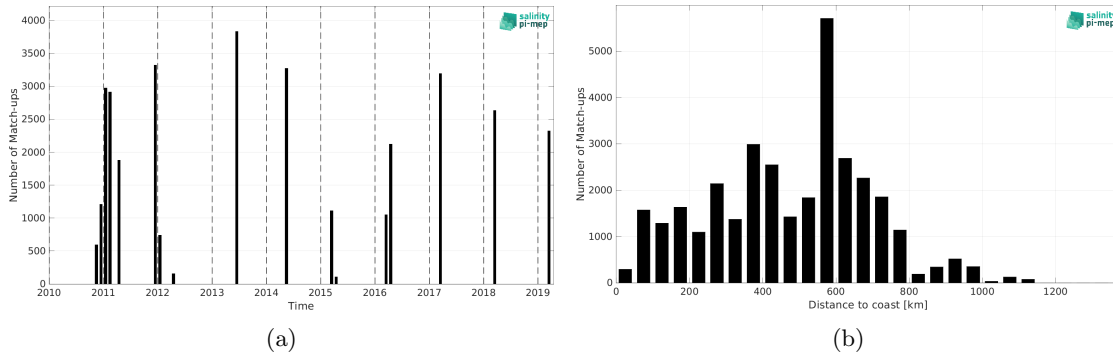 salinity
pi-mep
Number of Match-ups
4000
3500
3000
2500
2000
1500
1000
500
0
2010 2011 2012 2013 2014 2015 2016 2017 2018 2019
Time
(a)
salinity
pi-mep
Number of Match-ups
5000
4000
3000
2000
1000
0
0 200 400 600 800 1000 1200
Distance to coast [km]
(b)